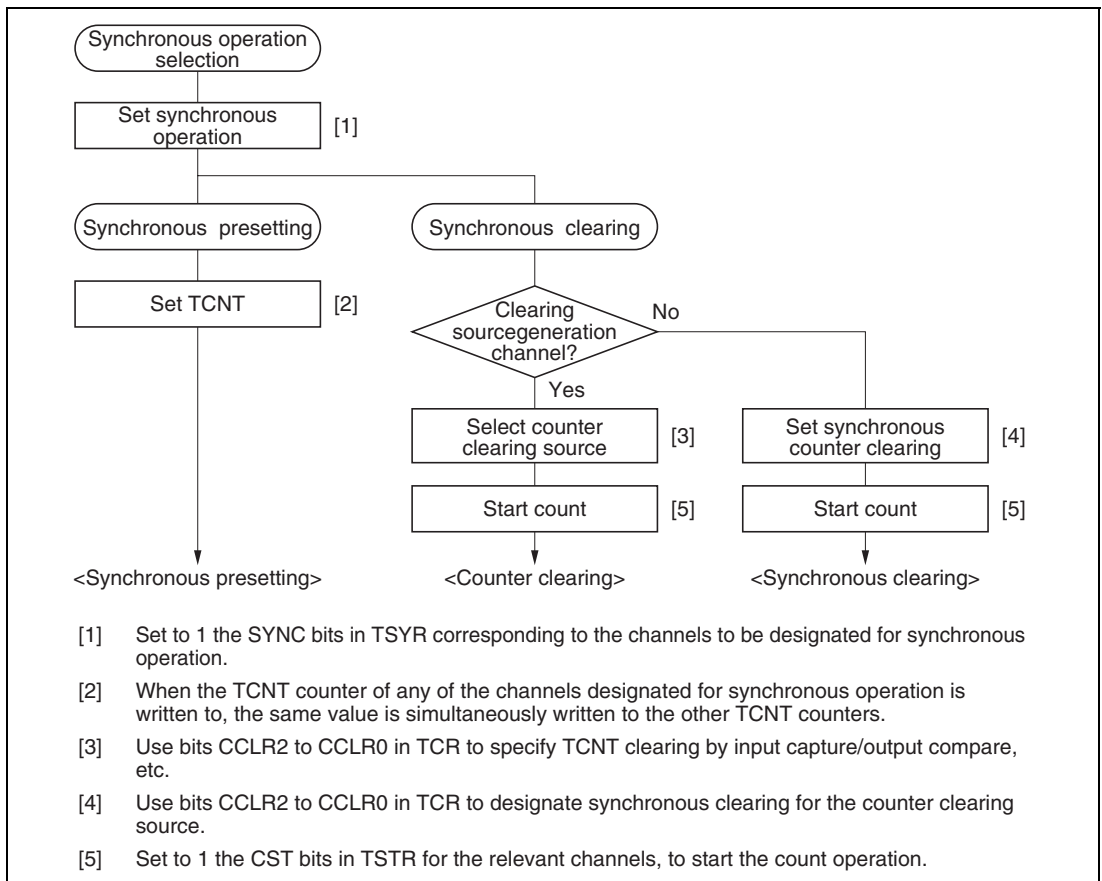 Synchronous operation
selection
Set synchronous
operation
[1]
Synchronous presetting
Synchronous clearing
Set TCNT
[2]
Clearing
sourcegeneration
channel?
No
Yes
Select counter
clearing source
[3]
Set synchronous
counter clearing
[4]
Start count
[5]
Start count
[5]
<Synchronous presetting>
<Counter clearing>
<Synchronous clearing>
[1] Set to 1 the SYNC bits in TSYR corresponding to the channels to be designated for synchronous
operation.
[2] When the TCNT counter of any of the channels designated for synchronous operation is
written to, the same value is simultaneously written to the other TCNT counters.
[3] Use bits CCLR2 to CCLR0 in TCR to specify TCNT clearing by input capture/output compare,
etc.
[4] Use bits CCLR2 to CCLR0 in TCR to designate synchronous clearing for the counter clearing
source.
[5] Set to 1 the CST bits in TSTR for the relevant channels, to start the count operation.